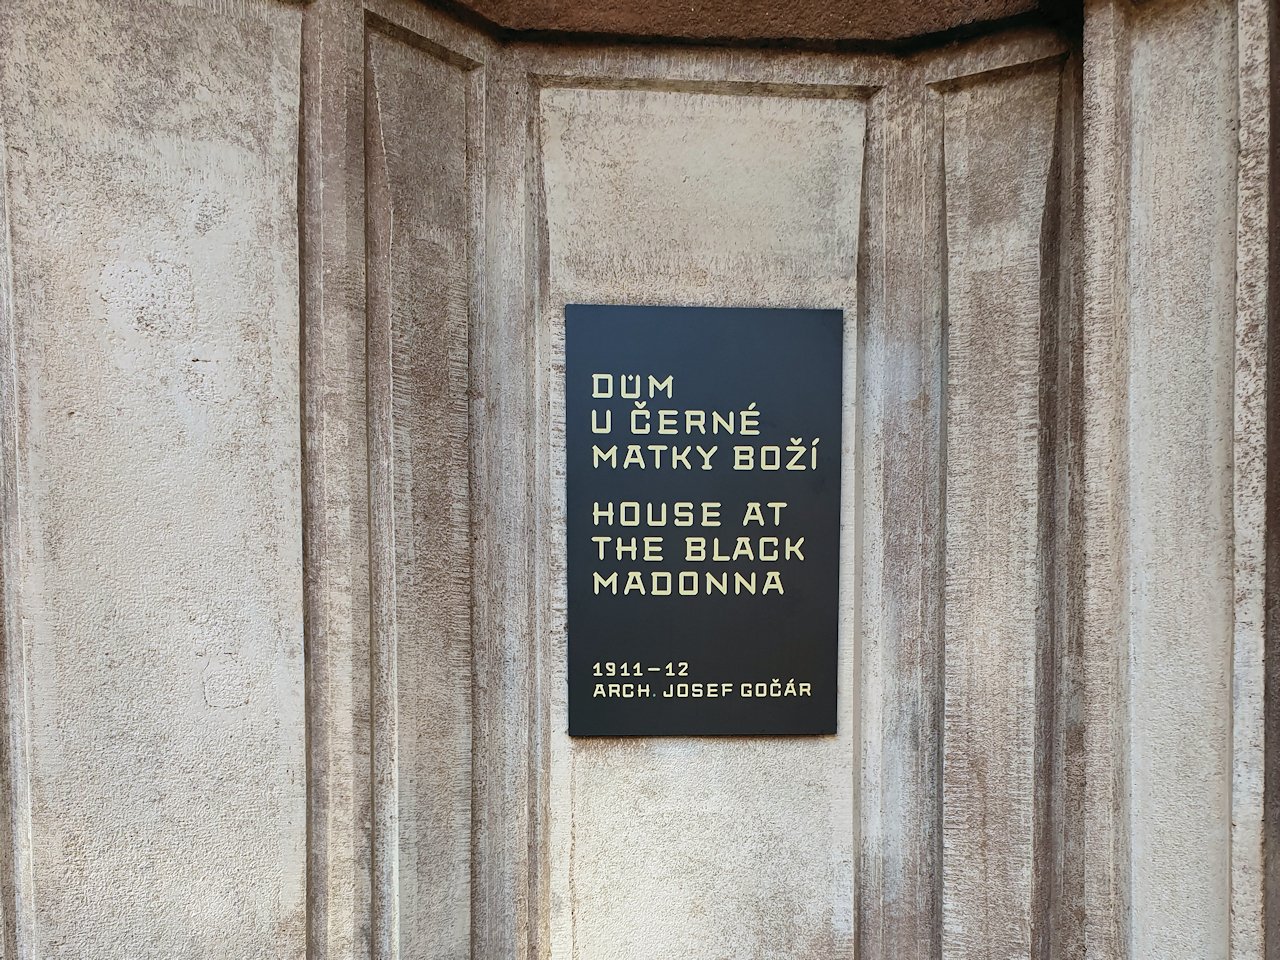 DŮM
U ČERNÉ
MATKY BOŽÍ
HOUSE AT
THE BLACK
MADONNA
1911–12
ARCH. JOSEF GOČÁR